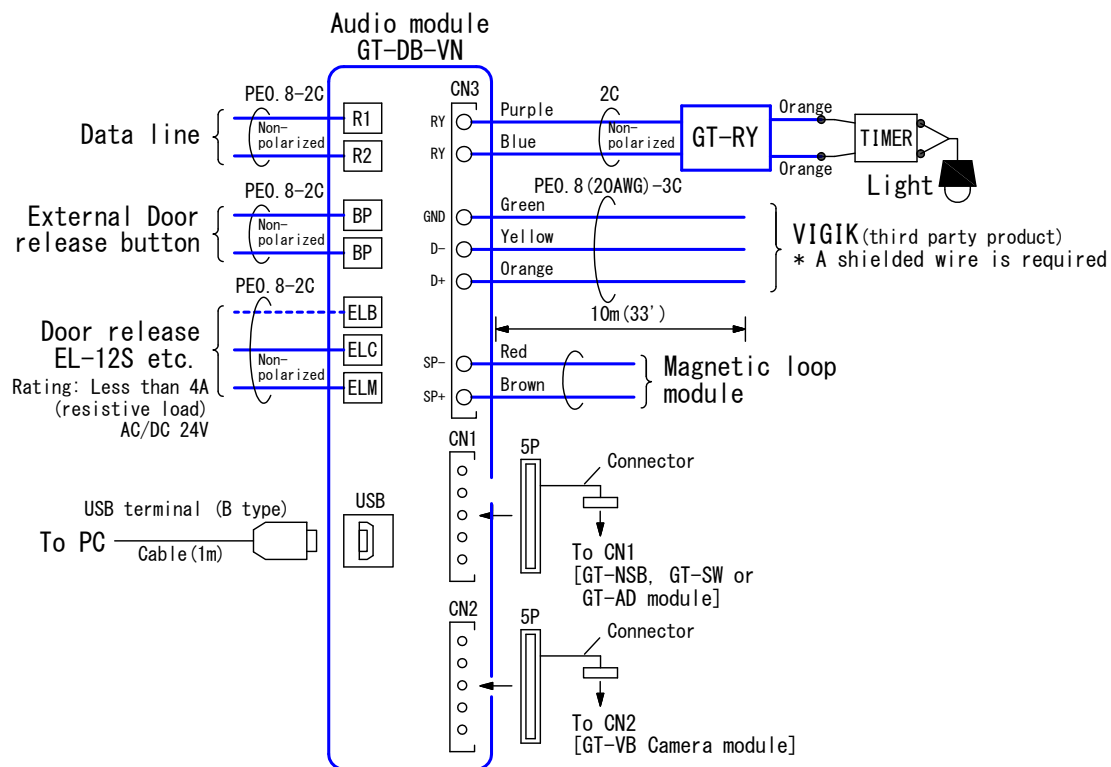 Audio module
GT-DB-VN
PE0.8-2C
Data line
Non-
polarized
R1
R2
PE0.8-2C
External Door
release button
Non-
polarized
BP
BP
PE0.8-2C
Door release
EL-12S etc.
Rating: Less than 4A
(resistive load)
AC/DC 24V
Non-
polarized
ELB
ELC
ELM
USB terminal (B type)
To PC
Cable(1m)
USB
CN3
RY
RY
GND
D-
D+
SP-
SP+
Purple
Blue
2C
Non-
polarized
GT-RY
Orange
Orange
TIMER
Light
PE0.8(20AWG)-3C
Green
Yellow
Orange
VIGIK(third party product)
* A shielded wire is required
10m(33')
Red
Brown
Magnetic loop
module
CN1
5P
Connector
To CN1
[GT-NSB, GT-SW or
GT-AD module]
CN2
5P
Connector
To CN2
[GT-VB Camera module]